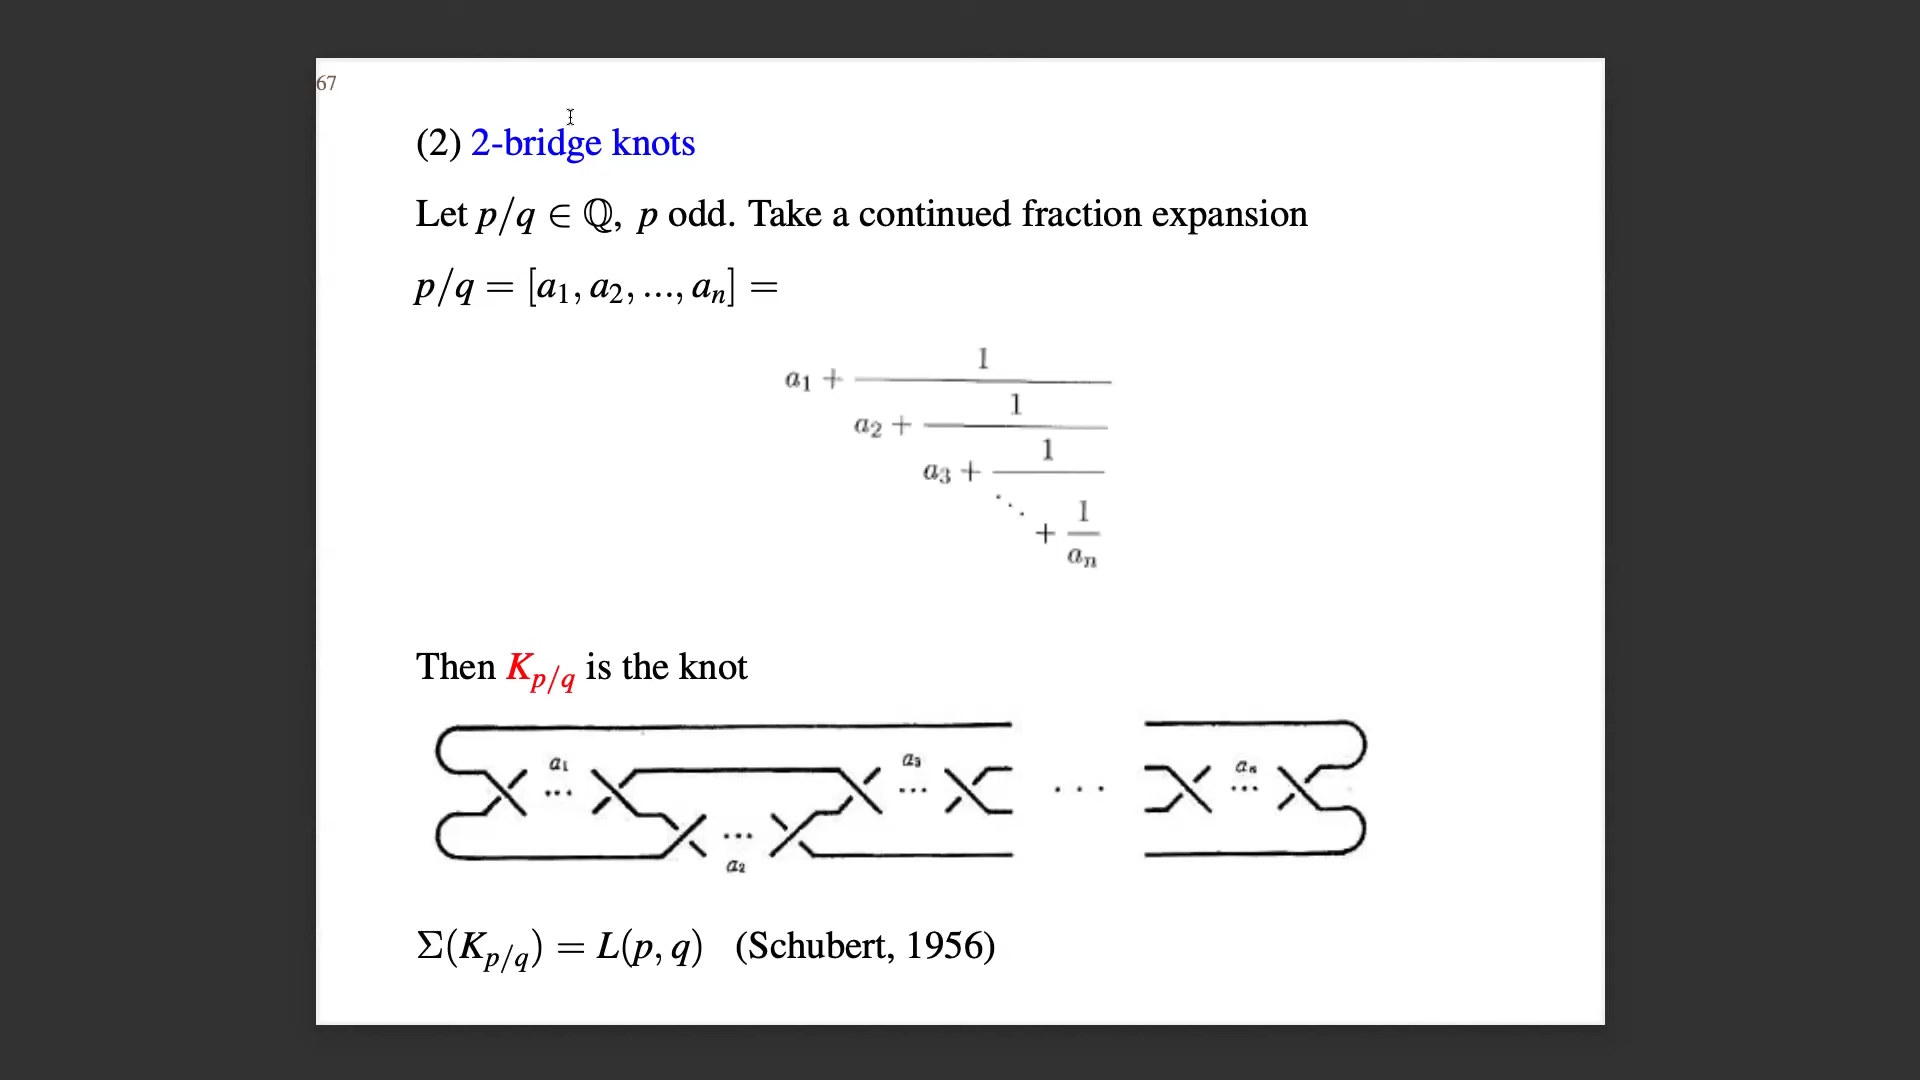 67
(2) 2-bridge knots
Let p/q ∈ ℚ, p odd. Take a continued fraction expansion
p/q = [a₁, a₂, ..., aₙ] =
a₁ + 1
a₂ + 1
a₃ + 1
⋱ + 1
aₙ
Then K_{p/q} is the knot
a₁ ... a₃ ... ... aₙ ...
... a₂
Σ(K_{p/q}) = L(p, q) (Schubert, 1956)